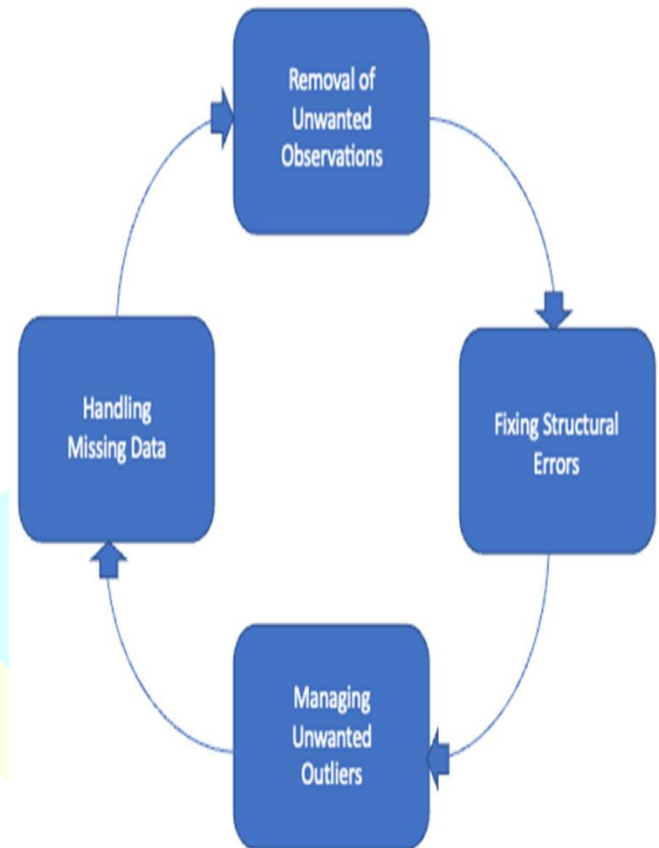 Removal of
Unwanted
Observations
Handling
Missing Data
Fixing Structural
Errors
Managing
Unwanted
Outliers